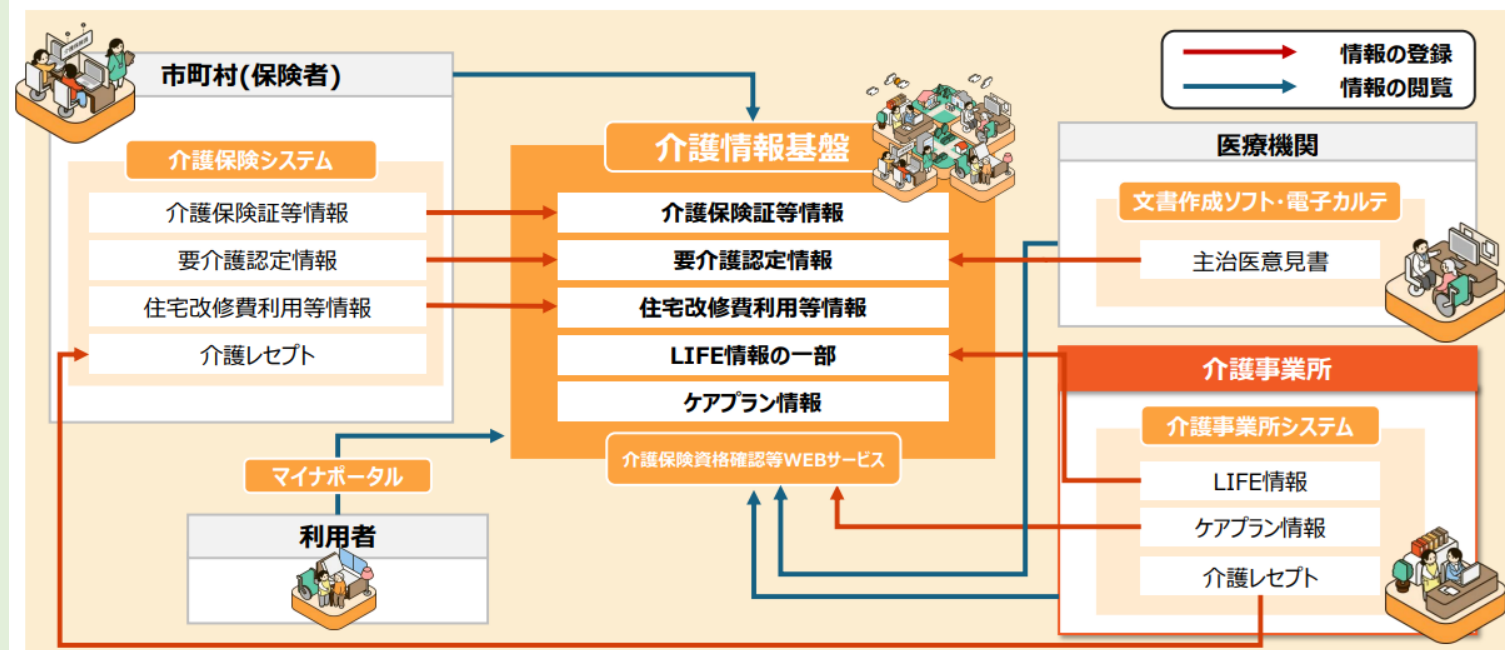 情報の登録
情報の閲覧
市町村(保険者)
介護保険システム
介護保険証等情報
要介護認定情報
住宅改修費利用等情報
介護レセプト
介護情報基盤
介護保険証等情報
要介護認定情報
住宅改修費利用等情報
LIFE情報の一部
ケアプラン情報
介護保険資格確認等WEBサービス
医療機関
文書作成ソフト・電子カルテ
主治医意見書
介護事業所
介護事業所システム
LIFE情報
ケアプラン情報
介護レセプト
マイナポータル
利用者